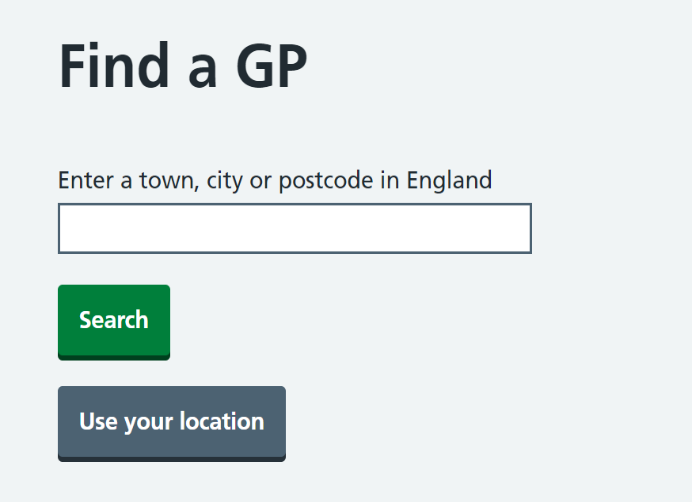 Find a GP
Enter a town, city or postcode in England
Search
Use your location